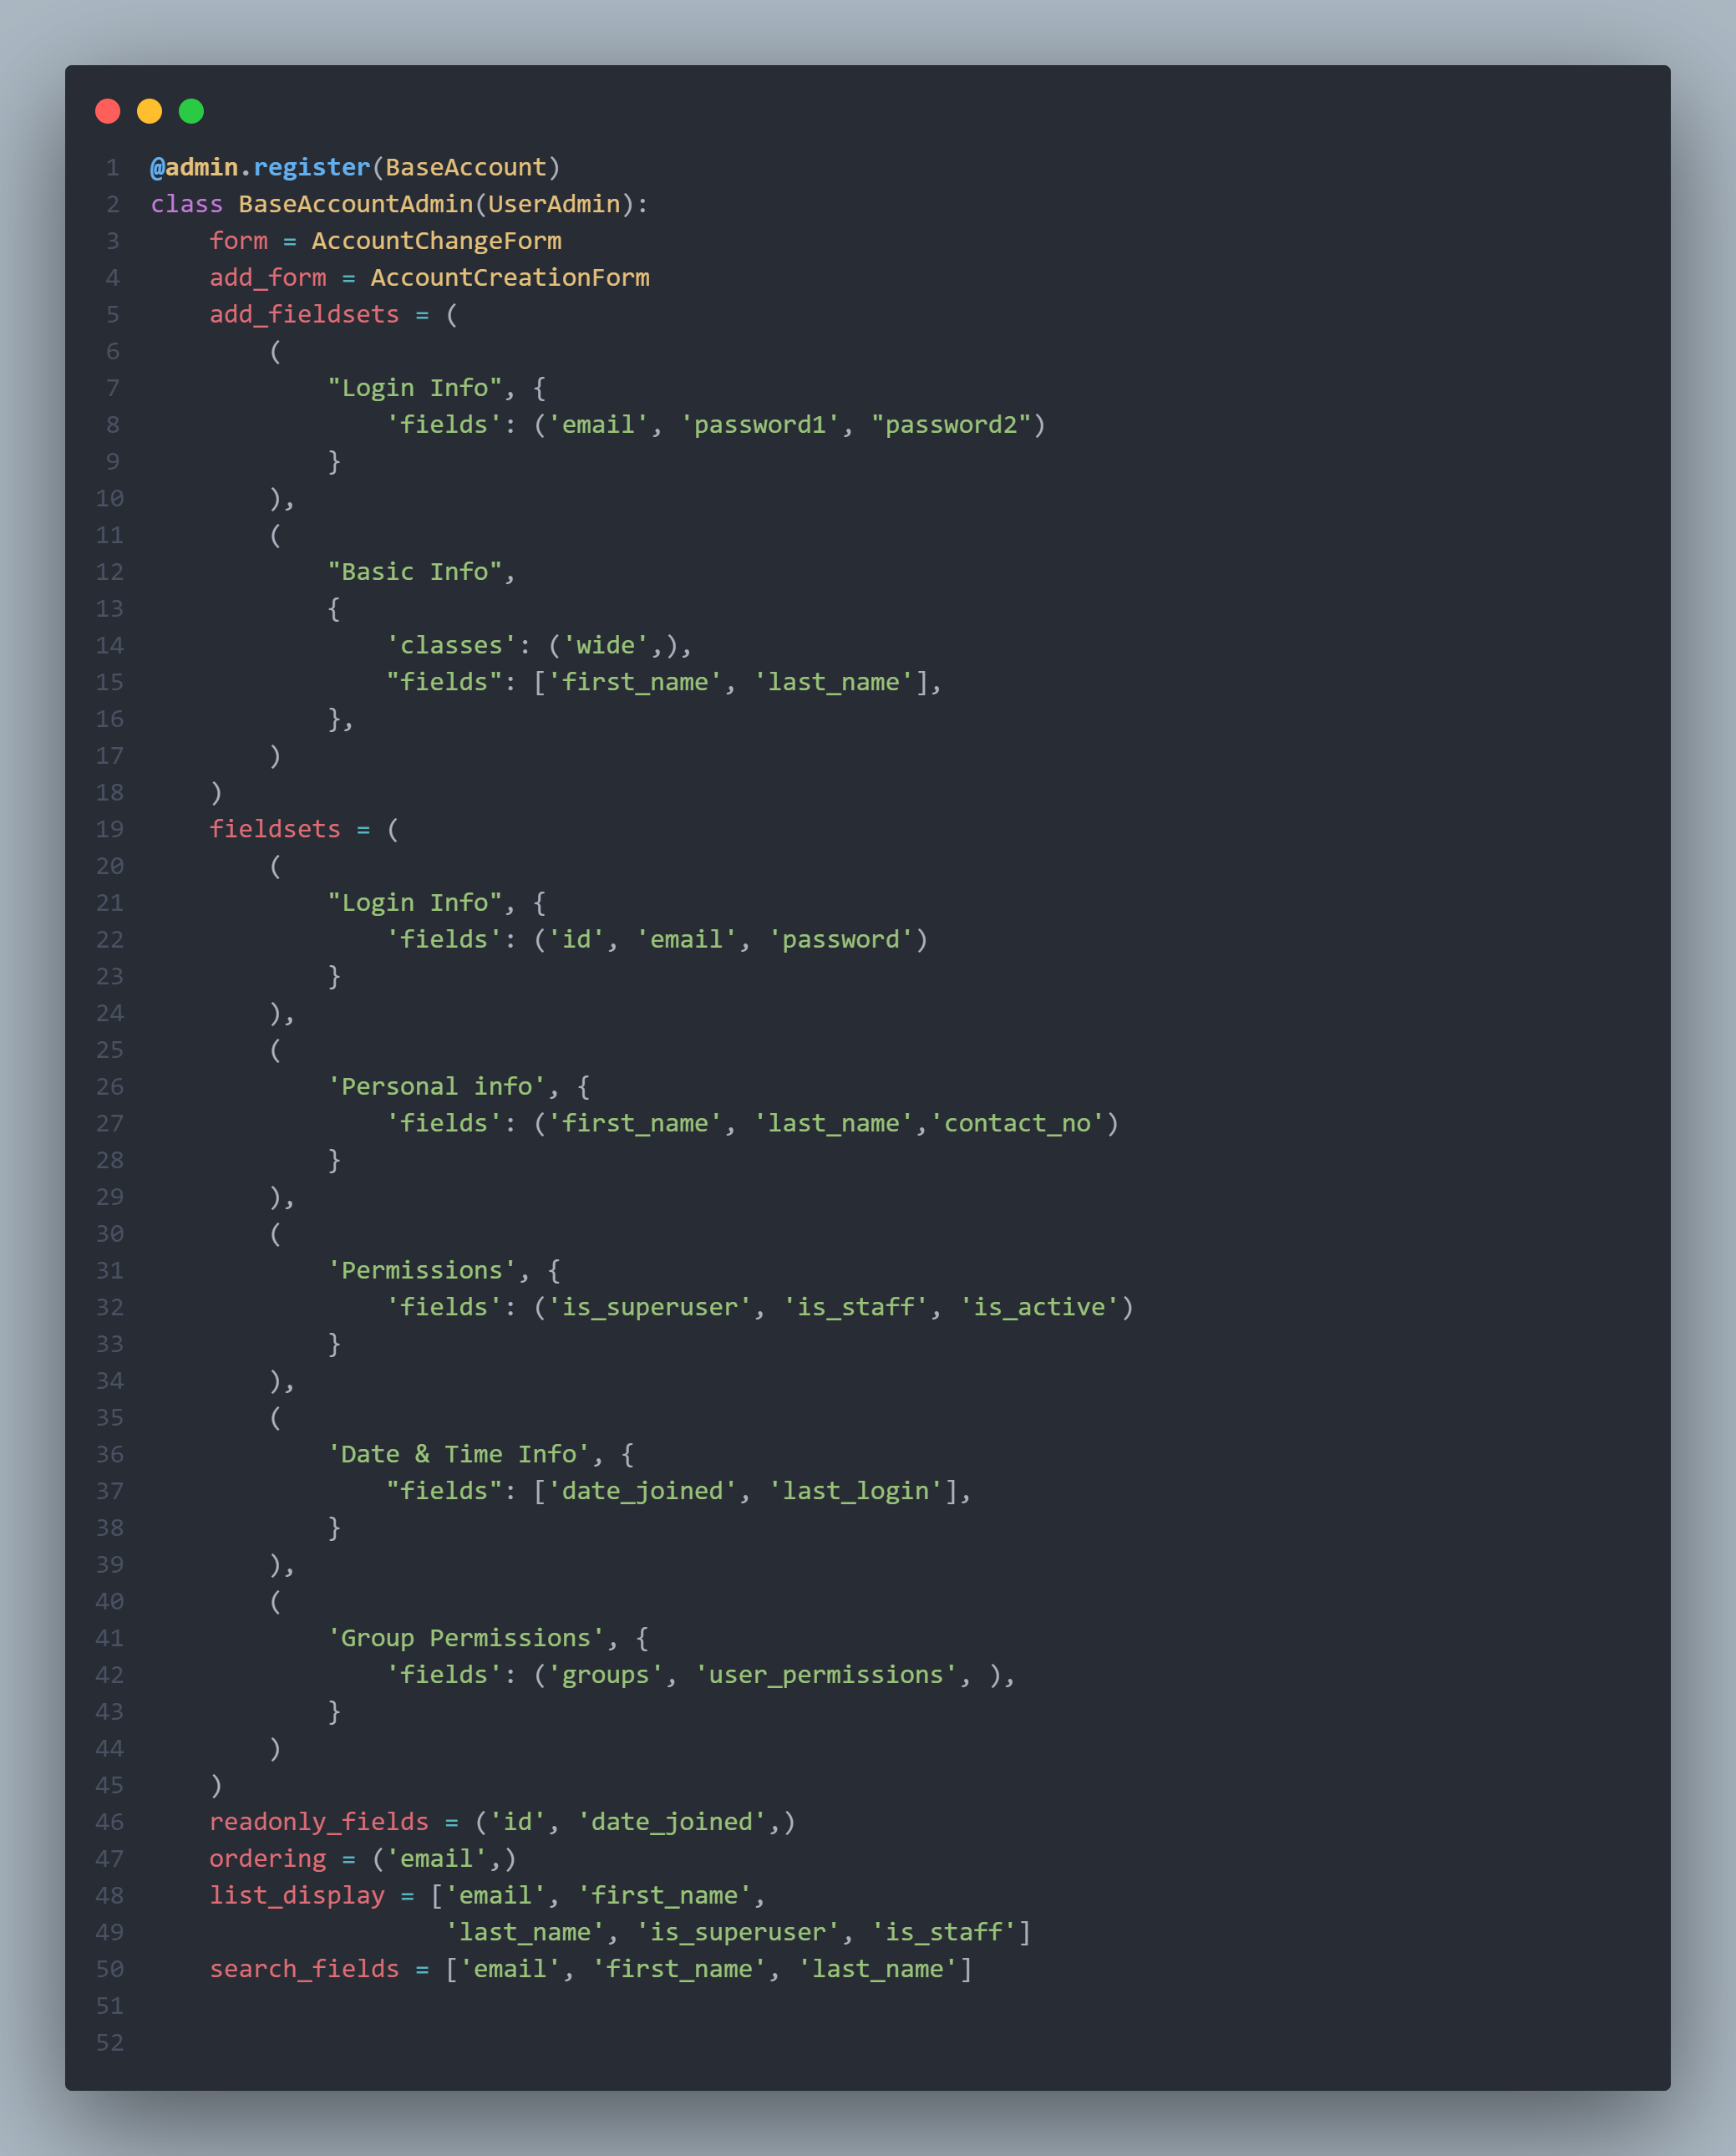 1 @admin.register(BaseAccount)
2 class BaseAccountAdmin(UserAdmin):
3     form = AccountChangeForm
4     add_form = AccountCreationForm
5     add_fieldsets = (
6         (
7             "Login Info", {
8                 'fields': ('email', 'password1', "password2")
9             }
10         ),
11         (
12             "Basic Info",
13             {
14                 'classes': ('wide',),
15                 "fields": ['first_name', 'last_name'],
16             },
17         )
18     )
19     fieldsets = (
20         (
21             "Login Info", {
22                 'fields': ('id', 'email', 'password')
23             }
24         ),
25         (
26             'Personal info', {
27                 'fields': ('first_name', 'last_name','contact_no')
28             }
29         ),
30         (
31             'Permissions', {
32                 'fields': ('is_superuser', 'is_staff', 'is_active')
33             }
34         ),
35         (
36             'Date & Time Info', {
37                 "fields": ['date_joined', 'last_login'],
38             }
39         ),
40         (
41             'Group Permissions', {
42                 'fields': ('groups', 'user_permissions', ),
43             }
44         )
45     )
46     readonly_fields = ('id', 'date_joined',)
47     ordering = ('email',)
48     list_display = ['email', 'first_name',
49                     'last_name', 'is_superuser', 'is_staff']
50     search_fields = ['email', 'first_name', 'last_name']
51
52